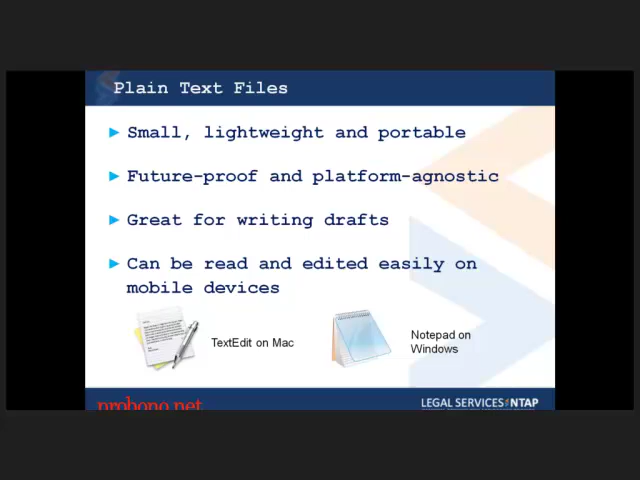 Plain Text Files
Small, lightweight and portable
Future-proof and platform-agnostic
Great for writing drafts
Can be read and edited easily on
mobile devices
TextEdit on Mac
Notepad on
Windows
probono.net
LEGAL SERVICES NTAP